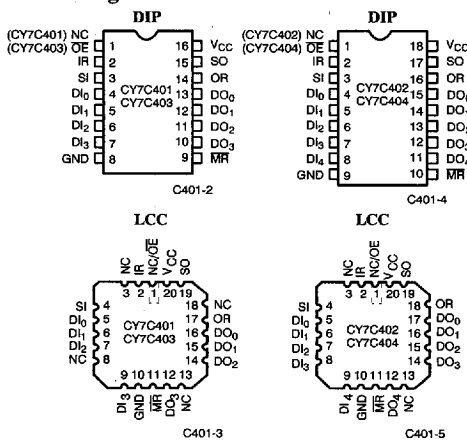 DIP
(CY7C401) NC
(CY7C403) OE 1 16 VCC
IR 2 15 SO
SI 3 14 OR
DI0 4 CY7C401 13 DO0
DI1 5 CY7C403 12 DO1
DI2 6 11 DO2
DI3 7 10 DO3
GND 8 9 MR
C401-2
DIP
(CY7C402) NC
(CY7C404) OE 1 18 VCC
IR 2 17 SO
SI 3 16 OR
DI0 4 CY7C402 15 DO0
DI1 5 CY7C404 14
DI2 6 13 DO2
DI3 7 12 DO3
DI4 8 11
GND 9 10 MR
C401-4
LCC
NC IR NC/OE VCC SO
3 2 1 20 19
SI 4 18 NC
DI0 5 CY7C401 17 OR
DI1 6 CY7C403 16 DO0
DI2 7 15 DO1
NC 8 14 DO2
9 10 11 12 13
DI3 GND MR DO3 NC
C401-3
LCC
NC IR NC/OE VCC SO
3 2 1 20 19
SI 4 18 OR
DI0 5 17 DO0
DI1 6 CY7C402 16 DO1
DI2 7 CY7C404 15 DO2
DI3 8 14 DO3
9 10 11 12 13
DI4 GND MR DO4 NC
C401-5